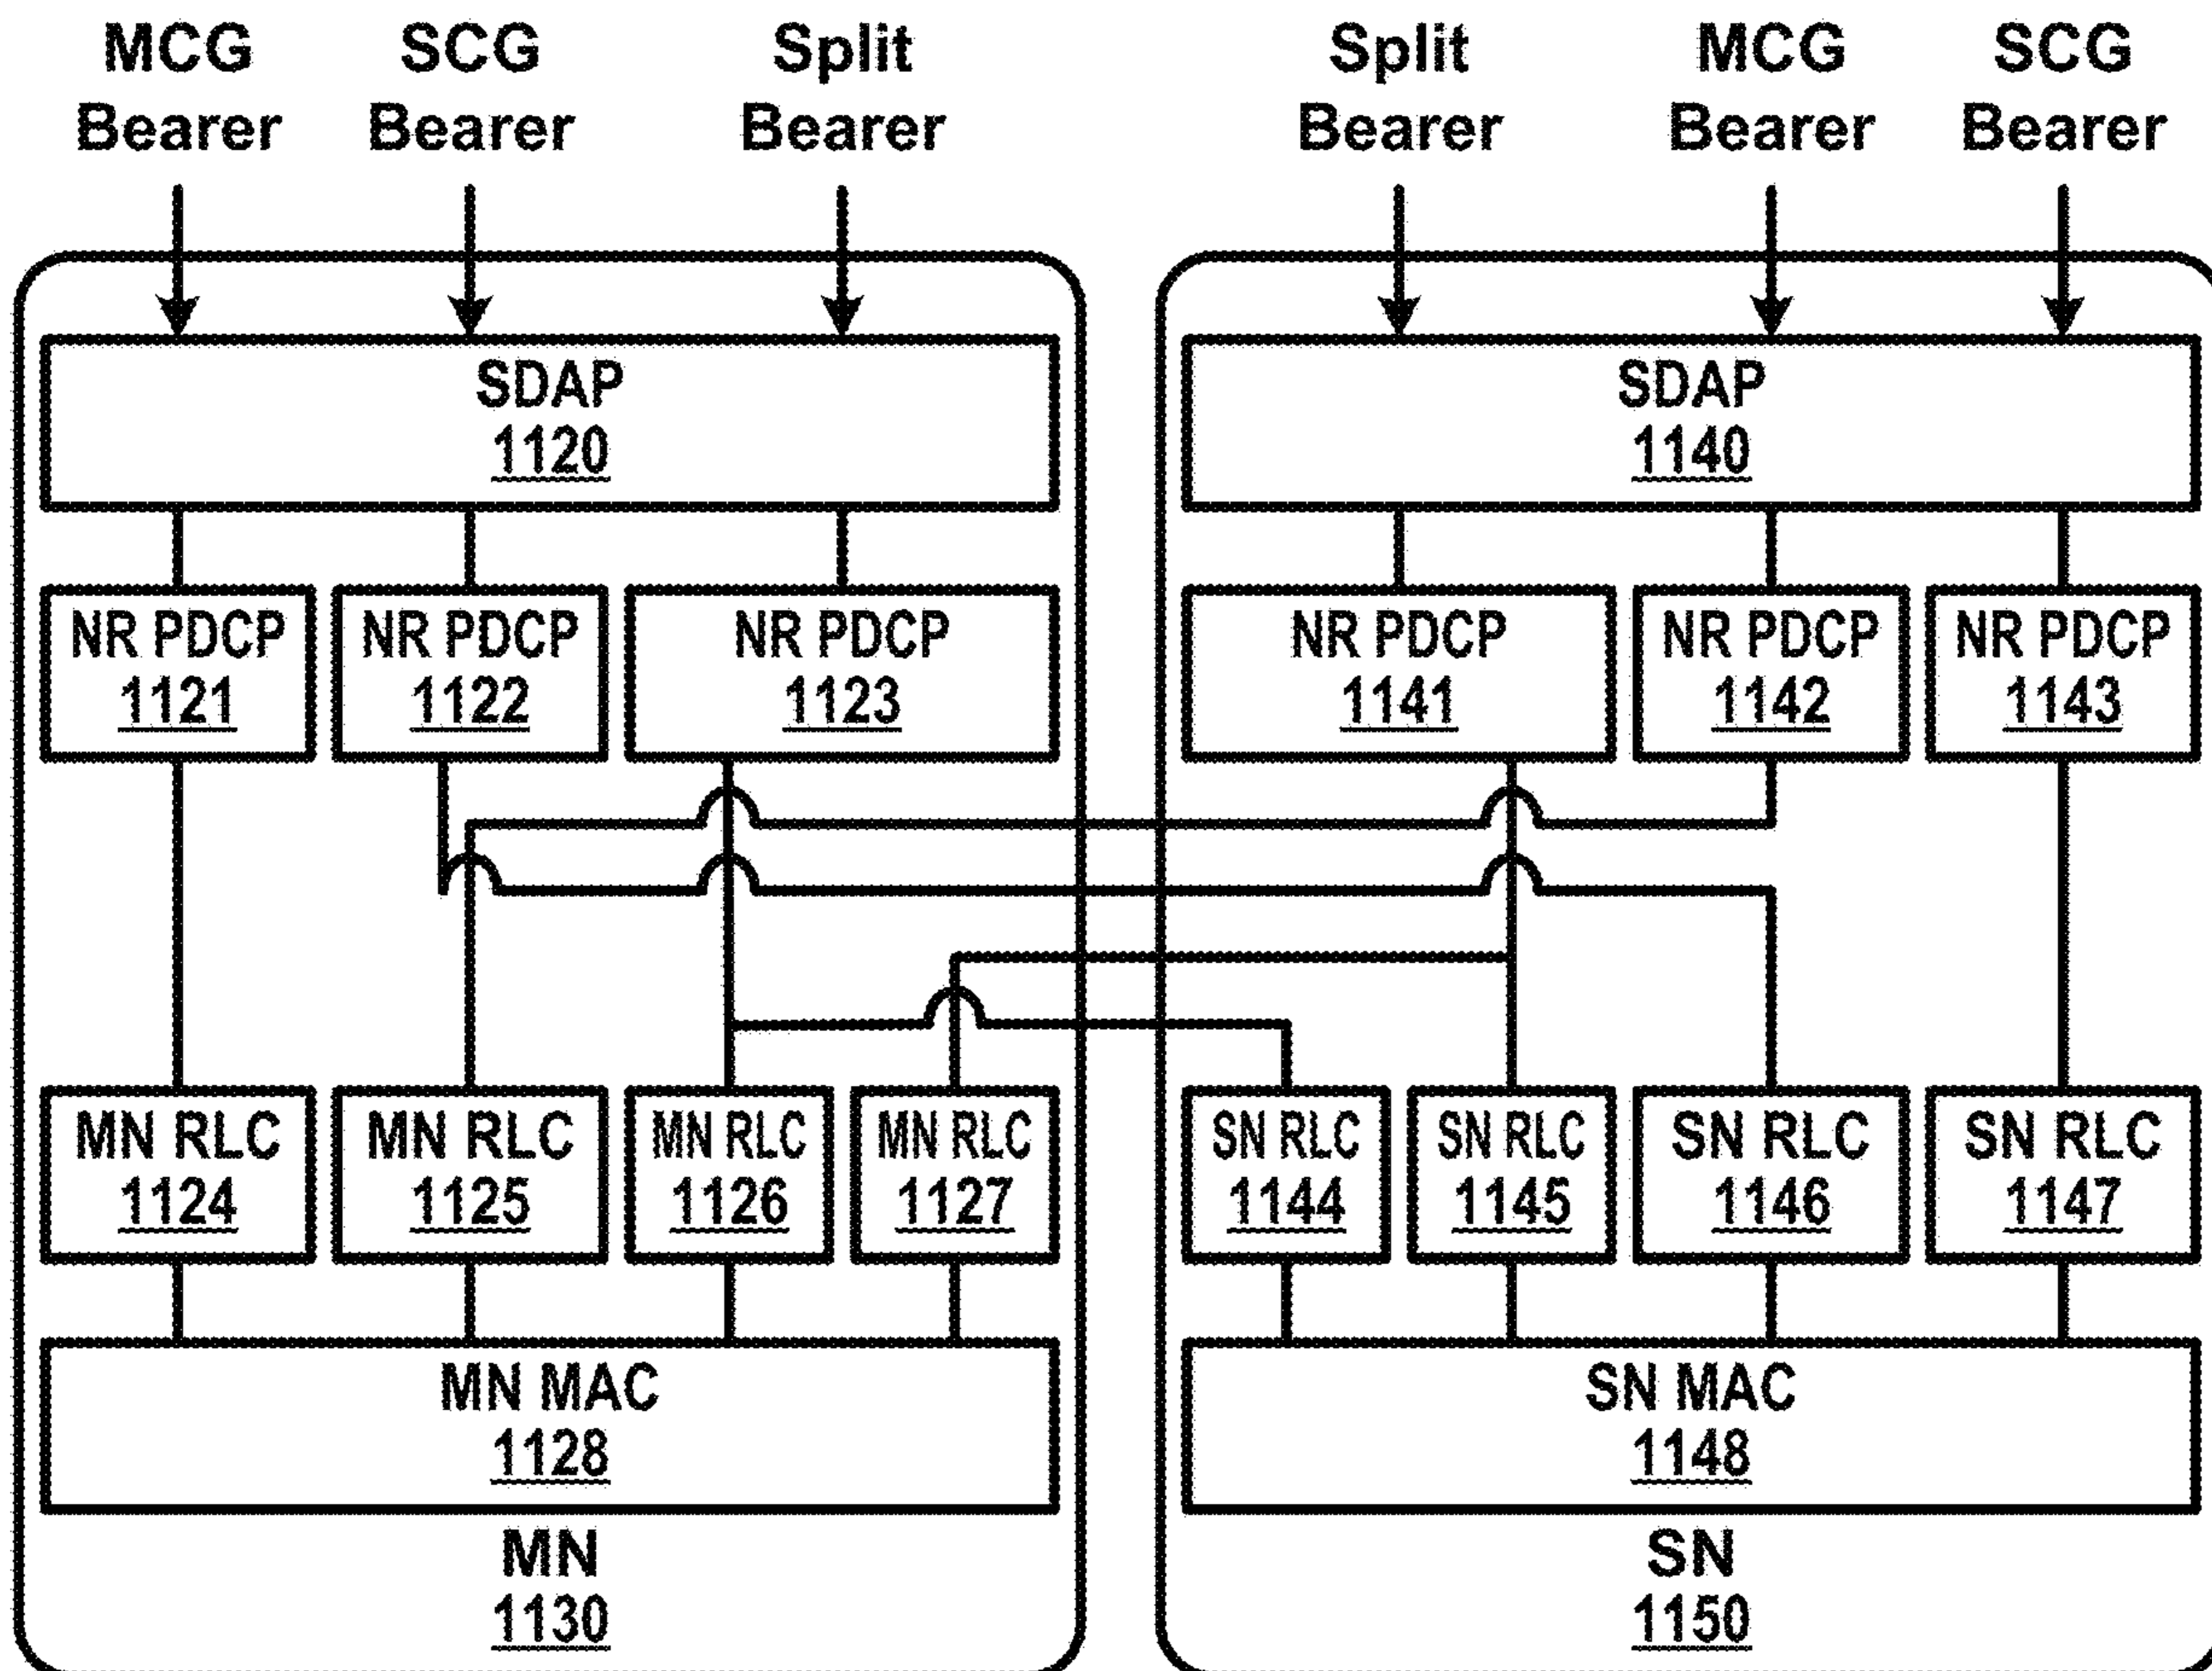 MCG
Bearer
SCG
Bearer
Split
Bearer
Split
Bearer
MCG
Bearer
SCG
Bearer
SDAP
1120
SDAP
1140
NR PDCP
1121
NR PDCP
1122
NR PDCP
1123
NR PDCP
1141
NR PDCP
1142
NR PDCP
1143
MN RLC
1124
MN RLC
1125
MN RLC
1126
MN RLC
1127
SN RLC
1144
SN RLC
1145
SN RLC
1146
SN RLC
1147
MN MAC
1128
SN MAC
1148
MN
1130
SN
1150